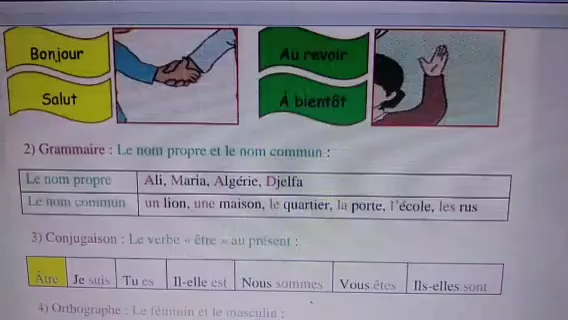 Bonjour
Au revoir
Salut
À bientôt
2) Grammaire : Le nom propre et le nom commun :
Le nom propre Ali, Maria, Algérie, Djelfa
Le nom commun un lion, une maison, le quartier, la porte, l'école, les rus
3) Conjugaison : Le verbe « être » au présent :
Être Je suis Tu es Il-elle est Nous sommes Vous êtes Ils-elles sont
4) Orthographe : Le féminin et le masculin :